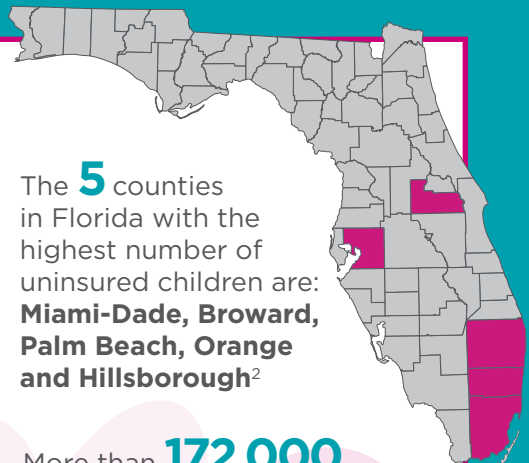 The 5 counties
in Florida with the
highest number of
uninsured children are:
Miami-Dade, Broward,
Palm Beach, Orange
and Hillsborough2
More than 172,000